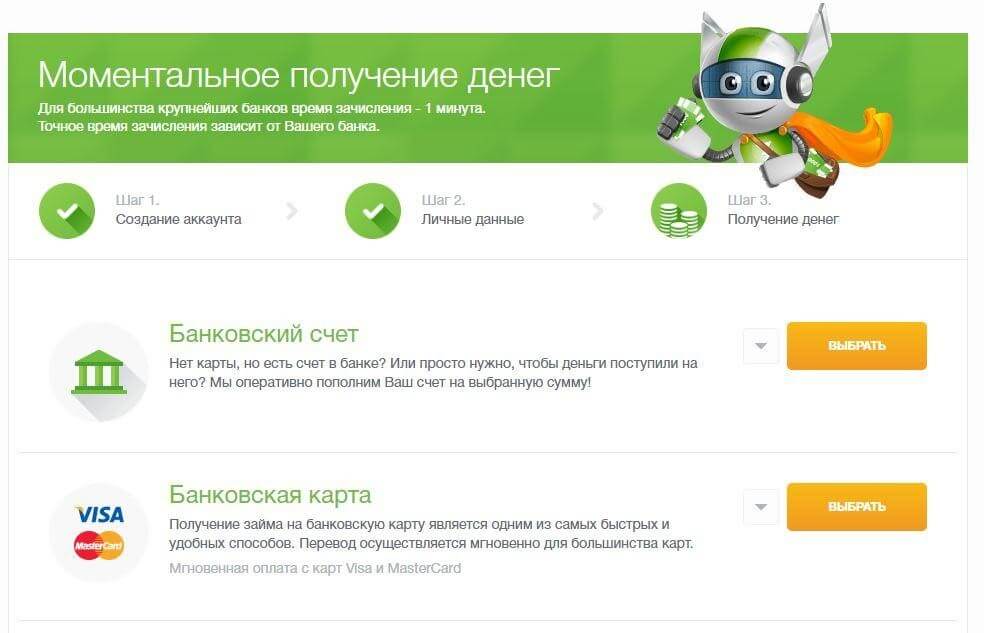 Моментальное получение денег
Для большинства крупнейших банков время зачисления - 1 минута.
Точное время зачисления зависит от Вашего банка.
Шаг 1.
Создание аккаунта
Шаг 2.
Личные данные
Шаг 3.
Получение денег
Банковский счет
Нет карты, но есть счет в банке? Или просто нужно, чтобы деньги поступили на
него? Мы оперативно пополним Ваш счет на выбранную сумму!
ВЫБРАТЬ
VISA
MasterCard
Банковская карта
Получение займа на банковскую карту является одним из самых быстрых и
удобных способов. Перевод осуществляется мгновенно для большинства карт.
Мгновенная оплата с карт Visa и MasterCard
ВЫБРАТЬ